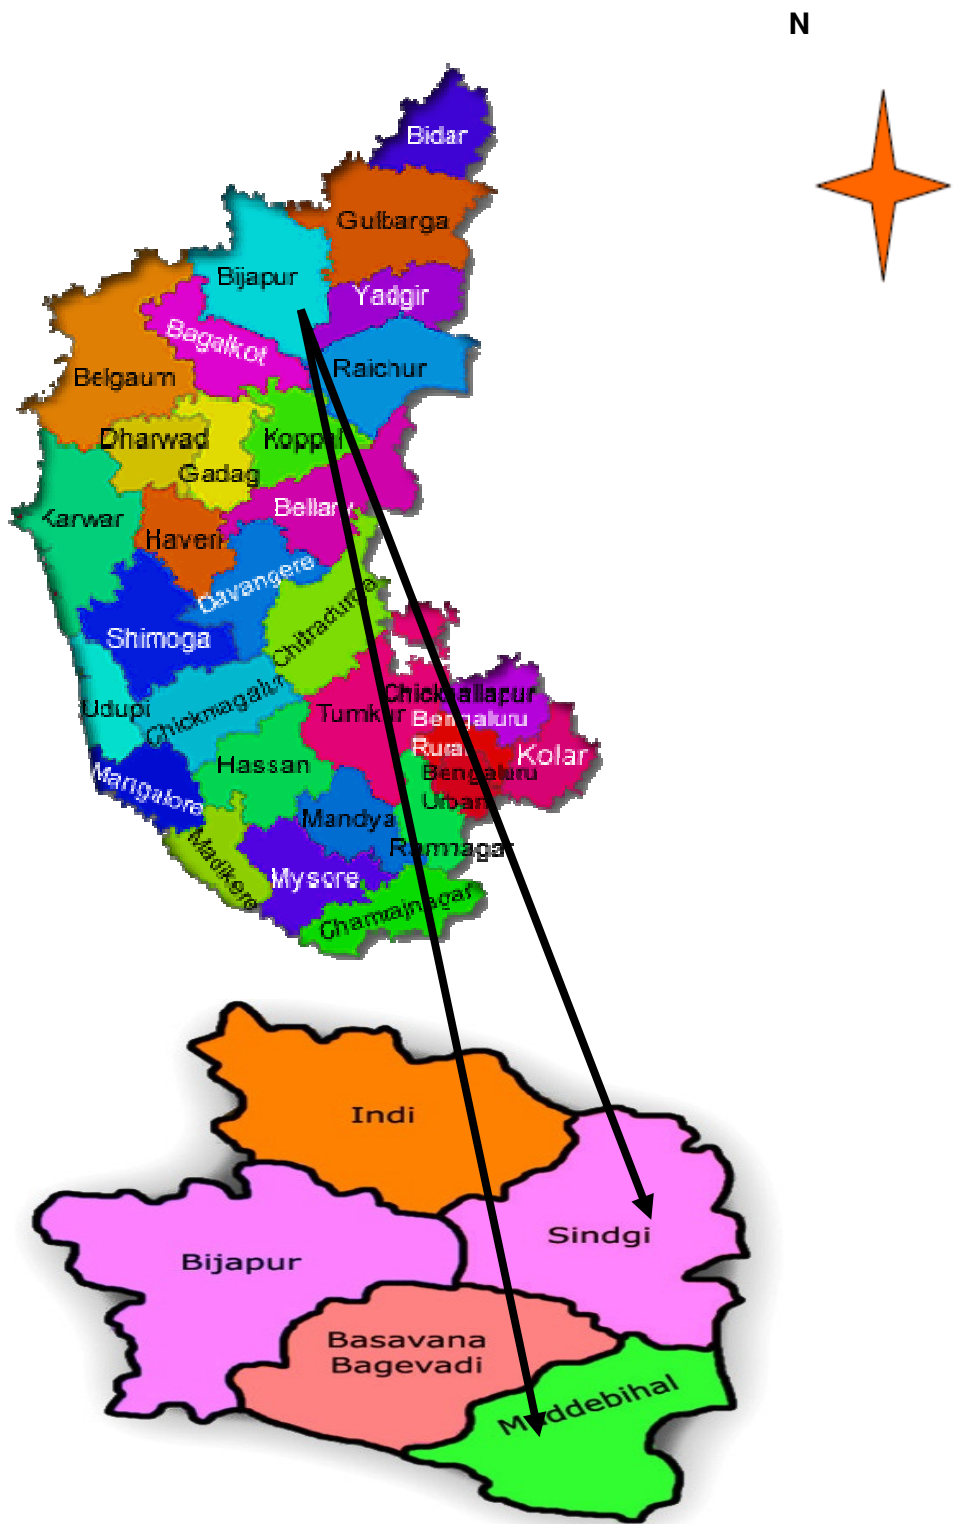 N
Bidar
Gulbarga
Bijapur
Yadgir
Bagalkot
Raichur
Belgaum
Dharwad
Koppal
Gadag
Bellary
Karwar
Haveri
Davangere
Chitradurga
Shimoga
Chickmagalur
Udupi
Tumkur
Chickballapur
Bengaluru
Rural
Kolar
Hassan
Bengaluru
Urban
Mangalore
Mandya
Ramnagar
Madikere
Mysore
Chamrajnagar
Indi
Sindgi
Bijapur
Basavana
Bagevadi
Muddebihal